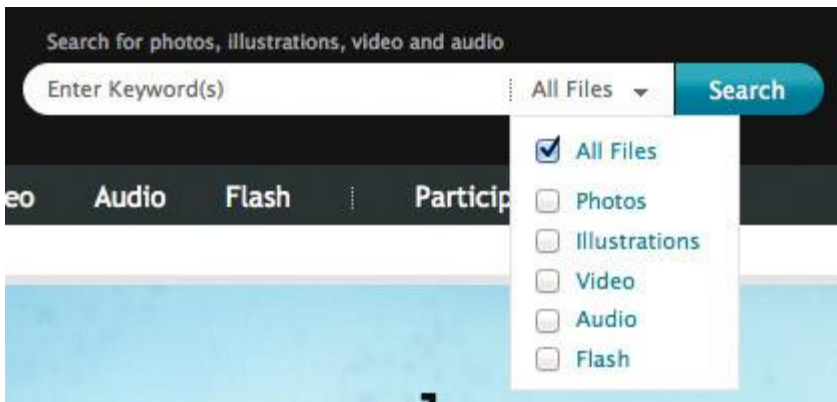 Search for photos, illustrations, video and audio
Enter Keyword(s) All Files Search
All Files
eo Audio Flash Particip Photos
Illustrations
Video
Audio
Flash